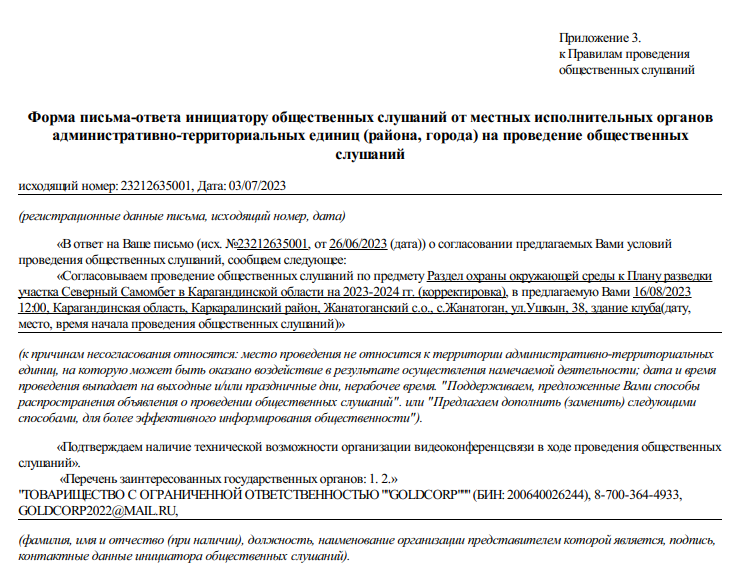 Приложение 3.
к Правилам проведения
общественных слушаний
Форма письма-ответа инициатору общественных слушаний от местных исполнительных органов
административно-территориальных единиц (района, города) на проведение общественных
слушаний
исходящий номер: 23212635001, Дата: 03/07/2023
(регистрационные данные письма, исходящий номер, дата)
«В ответ на Ваше письмо (исх. №23212635001, от 26/06/2023 (дата)) о согласовании предлагаемых Вами условий
проведения общественных слушаний, сообщаем следующее:
«Согласовываем проведение общественных слушаний по предмету Раздел охраны окружающей среды к Плану разведки
участка Северный Самомбет в Карагандинской области на 2023-2024 гг. (корректировка), в предлагаемую Вами 16/08/2023
12:00, Карагандинская область, Каркаралинский район, Жанатоганский с.о., с.Жанатоган, ул.Ушкын, 38, здание клуба(дату,
место, время начала проведения общественных слушаний)»
(к причинам несогласования относятся: место проведения не относится к территории административно-территориальных
единиц, на которую может быть оказано воздействие в результате осуществления намечаемой деятельности; дата и время
проведения выпадает на выходные и/или праздничные дни, нерабочее время. "Поддерживаем, предложенные Вами способы
распространения объявления о проведении общественных слушаний". или "Предлагаем дополнить (заменить) следующими
способами, для более эффективного информирования общественности").
«Подтверждаем наличие технической возможности организации видеоконференцсвязи в ходе проведения общественных
слушаний».
«Перечень заинтересованных государственных органов: 1. 2.»
"ТОВАРИЩЕСТВО С ОГРАНИЧЕННОЙ ОТВЕТСТВЕННОСТЬЮ ""GOLDCORP""" (БИН: 200640026244), 8-700-364-4933,
GOLDCORP2022@MAIL.RU,
(фамилия, имя и отчество (при наличии), должность, наименование организации представителем которой является, подпись,
контактные данные инициатора общественных слушаний).